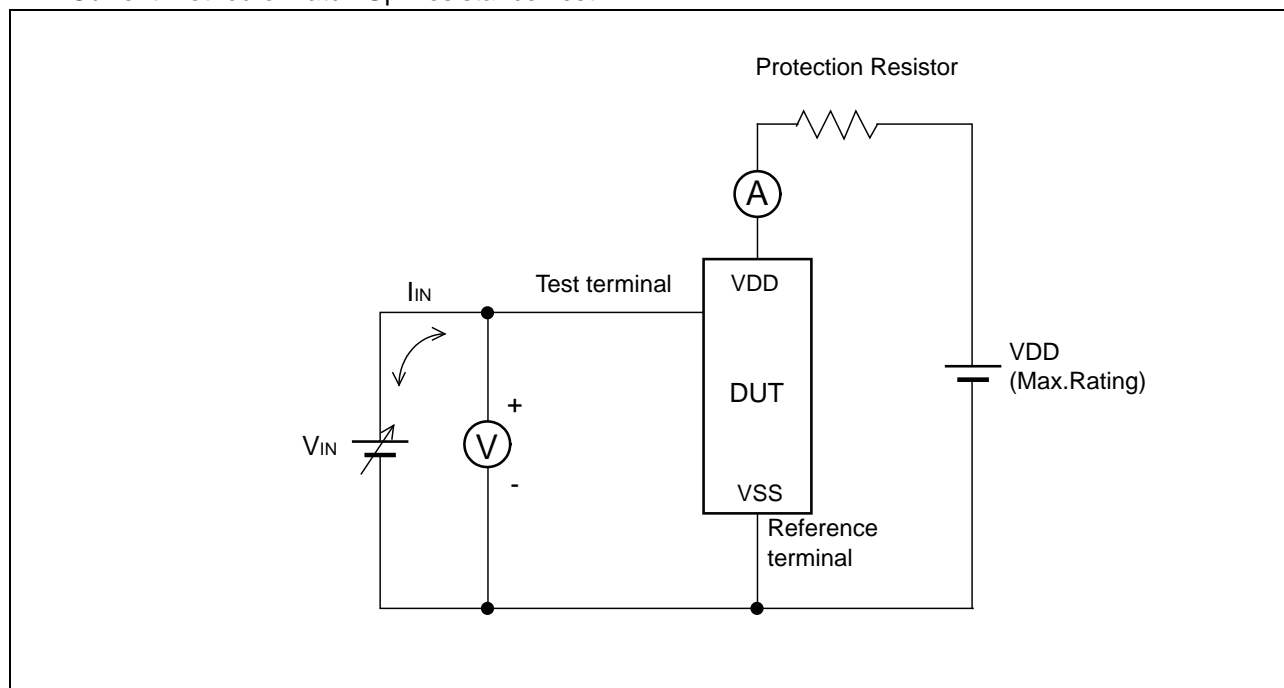 Protection Resistor
A
IIN
Test terminal
VDD
VDD
(Max.Rating)
DUT
+
VIN
V
-
VSS
Reference
terminal